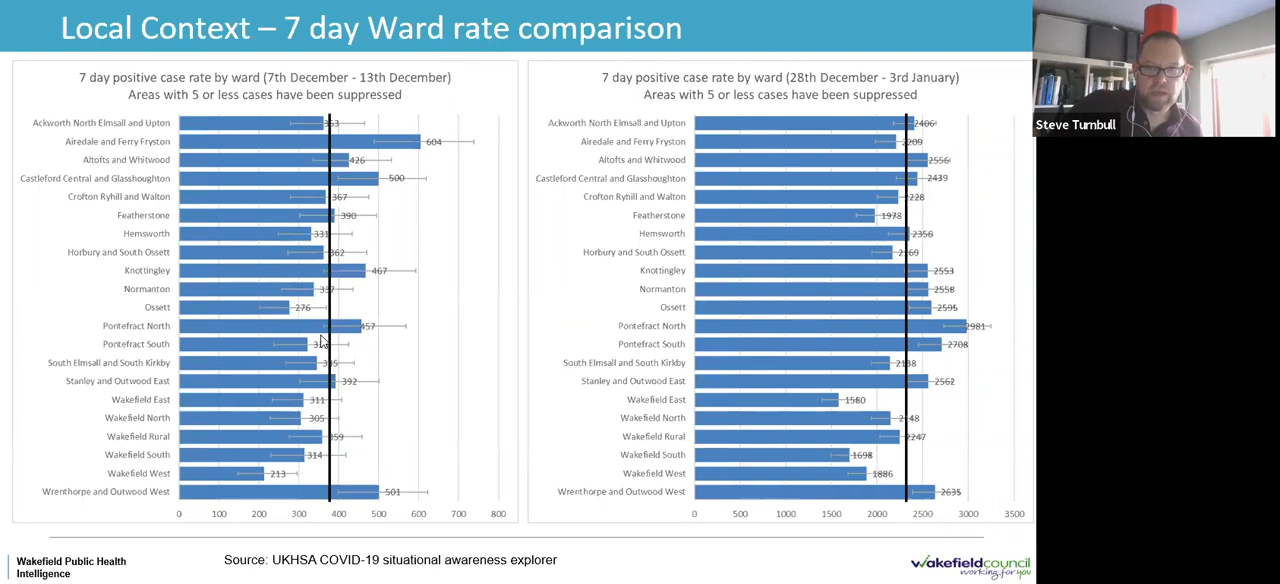 Local Context – 7 day Ward rate comparison
7 day positive case rate by ward (7th December - 13th December)
Areas with 5 or less cases have been suppressed
Ackworth North Elmsall and Upton
Airedale and Ferry Fryston 604
Altofts and Whitwood 426
Castleford Central and Glasshoughton 500
Crofton Ryhill and Walton 367
Featherstone 390
Hemsworth 331
Horbury and South Ossett 362
Knottingley 467
Normanton 337
Ossett 276
Pontefract North 457
Pontefract South
South Elmsall and South Kirkby
Stanley and Outwood East 392
Wakefield East 311
Wakefield North 305
Wakefield Rural 359
Wakefield South 314
Wakefield West 213
Wrenthorpe and Outwood West 501
0 100 200 300 400 500 600 700 800
7 day positive case rate by ward (28th December - 3rd January)
Areas with 5 or less cases have been suppressed
Ackworth North Elmsall and Upton 2406
Airedale and Ferry Fryston 2209
Altofts and Whitwood 2556
Castleford Central and Glasshoughton 2439
Crofton Ryhill and Walton 2228
Featherstone 1978
Hemsworth 2356
Horbury and South Ossett 2169
Knottingley 2553
Normanton 2558
Ossett 2595
Pontefract North 2981
Pontefract South 2708
South Elmsall and South Kirkby 2138
Stanley and Outwood East 2562
Wakefield East 1580
Wakefield North 2148
Wakefield Rural 2247
Wakefield South 1698
Wakefield West 1886
Wrenthorpe and Outwood West 2635
0 500 1000 1500 2000 2500 3000 3500
Steve Turnbull
Wakefield Public Health
Intelligence
Source: UKHSA COVID-19 situational awareness explorer
wakefieldcouncil
working for you